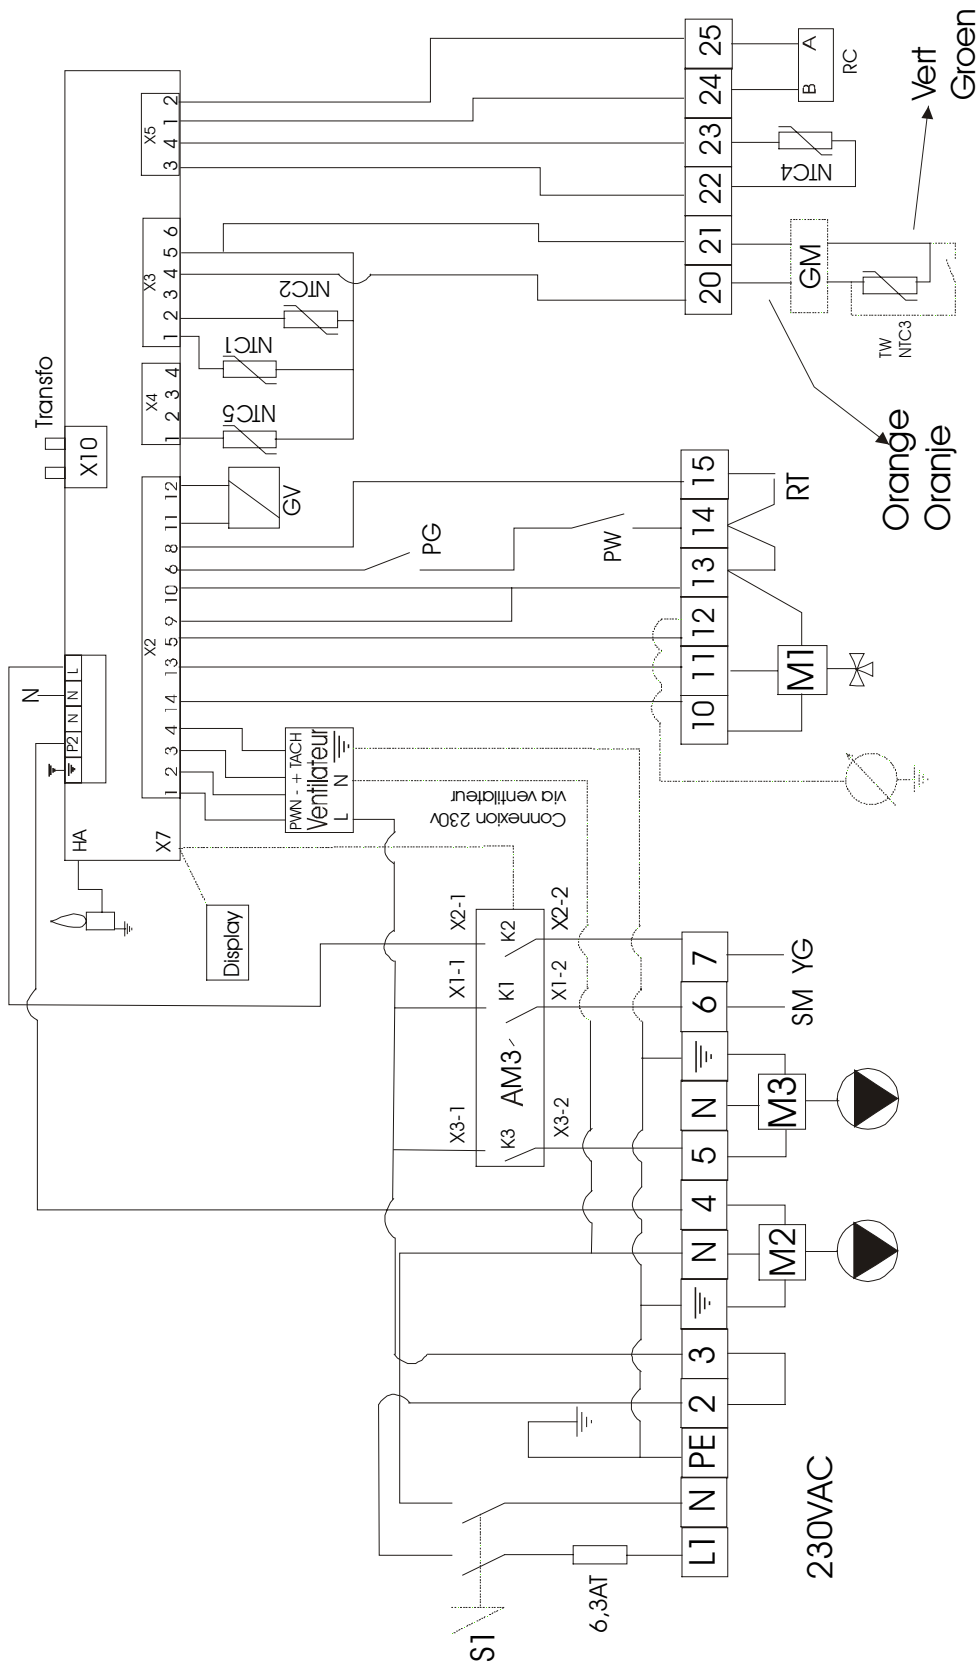 Transfo
X10
N
P2 N N L
HA
X7
X2
1 2 3 4 14 13 5 9 10 6 8 11 12
X4
1 2 3 4
X3
1 2 3 4 5 6
X5
3 4 1 2
PWN - + TACH
Ventilateur
L N
Display
GV
NTC5
NTC1
NTC2
PG
PW
Connexion 230v
via ventilateur
X3-1
X1-1
X2-1
K3
K1
K2
AM3
X3-2
X1-2
X2-2
S1
6,3AT
L1 N PE 2 3 N 4 5 N 6 7
10 11 12 13 14 15
20 21 22 23 24 25
230VAC
M2
M3
SM
YG
M1
RT
GM
TW
NTC3
NTC4
B A
RC
Orange
Oranje
Vert
Groen